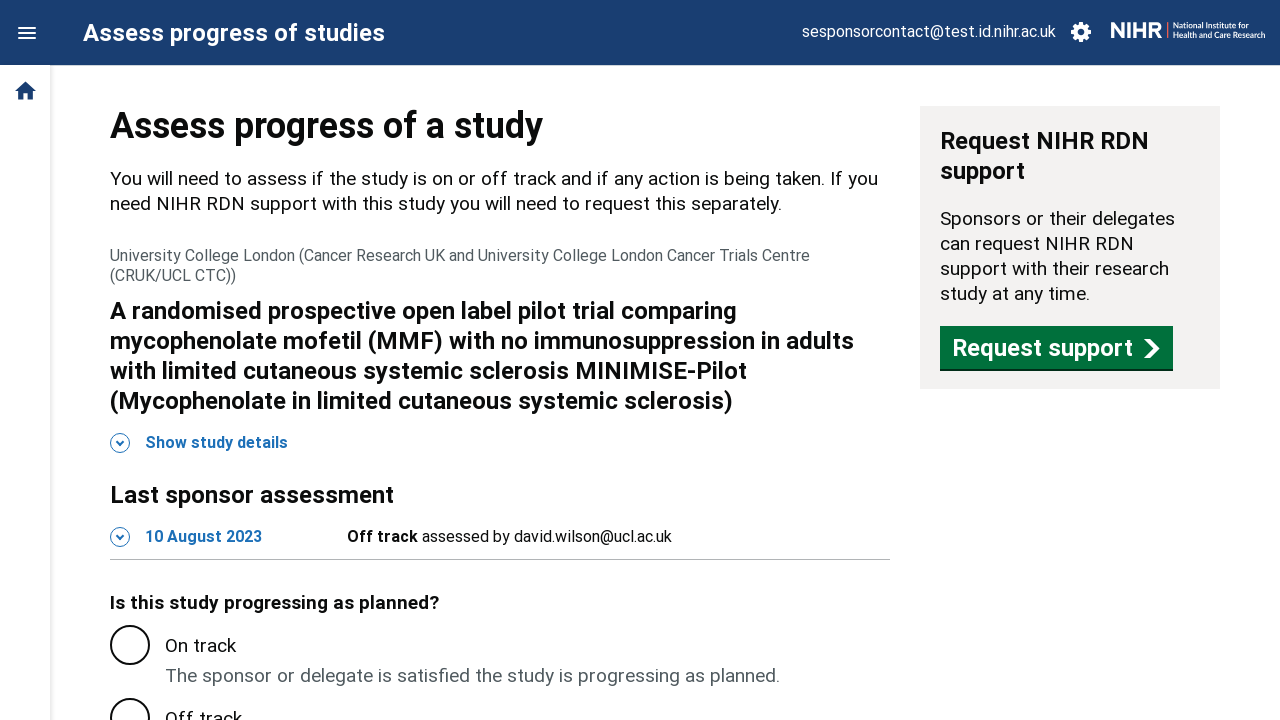 Assess progress of studies
sesponsorcontact@test.id.nihr.ac.uk
NIHR | National Institute for
Health and Care Research
Assess progress of a study
You will need to assess if the study is on or off track and if any action is being taken. If you
need NIHR RDN support with this study you will need to request this separately.
University College London (Cancer Research UK and University College London Cancer Trials Centre
(CRUK/UCL CTC))
A randomised prospective open label pilot trial comparing
mycophenolate mofetil (MMF) with no immunosuppression in adults
with limited cutaneous systemic sclerosis MINIMISE-Pilot
(Mycophenolate in limited cutaneous systemic sclerosis)
Show study details
Last sponsor assessment
10 August 2023 Off track assessed by david.wilson@ucl.ac.uk
Is this study progressing as planned?
On track
The sponsor or delegate is satisfied the study is progressing as planned.
Off track
Request NIHR RDN
support
Sponsors or their delegates
can request NIHR RDN
support with their research
study at any time.
Request support